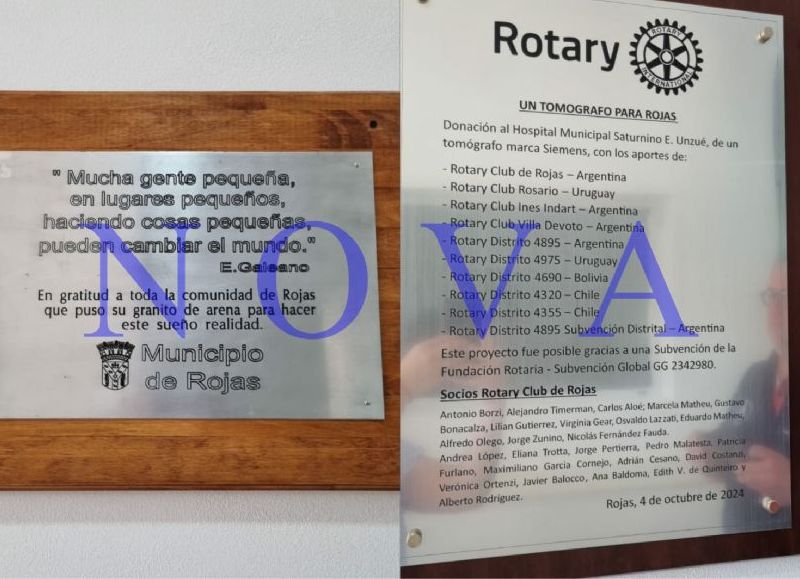 " Mucha gente pequeña,
en lugares pequeños,
haciendo cosas pequeñas,
pueden cambiar el mundo."
E.Galeano
En gratitud a toda la comunidad de Rojas
que puso su granito de arena para hacer
este sueño realidad.
Municipio
de Rojas
Rotary
ROTARY
INTERNATIONAL
UN TOMOGRAFO PARA ROJAS
Donación al Hospital Municipal Saturnino E. Unzué, de un
tomógrafo marca Siemens, con los aportes de:
- Rotary Club de Rojas – Argentina
- Rotary Club Rosario – Uruguay
- Rotary Club Ines Indart – Argentina
- Rotary Club Villa Devoto – Argentina
- Rotary Distrito 4895 – Argentina
- Rotary Distrito 4975 – Uruguay
- Rotary Distrito 4690 – Bolivia
- Rotary Distrito 4320 – Chile
- Rotary Distrito 4355 – Chile
- Rotary Distrito 4895 Subvención Distrital – Argentina
Este proyecto fue posible gracias a una Subvención de la
Fundación Rotaria - Subvención Global GG 2342980.
Socios Rotary Club de Rojas
Antonio Borzi, Alejandro Timerman, Carlos Aloé; Marcela Matheu, Gustavo
Bonacalza, Lilian Gutierrez, Virginia Gear, Osvaldo Lazzati, Eduardo Matheu,
Alfredo Olego, Jorge Zunino, Nicolás Fernández Fauda.
Andrea López, Eliana Trotta, Jorge Pertierra, Pedro Malatesta, Patricia
Furlano, Maximiliano Garcia Cornejo, Adrián Cesano, David Costanzi,
Verónica Ortenzi, Javier Balocco, Ana Baldoma, Edith V. de Quinteiro y
Alberto Rodríguez.
Rojas, 4 de octubre de 2024
NOVA